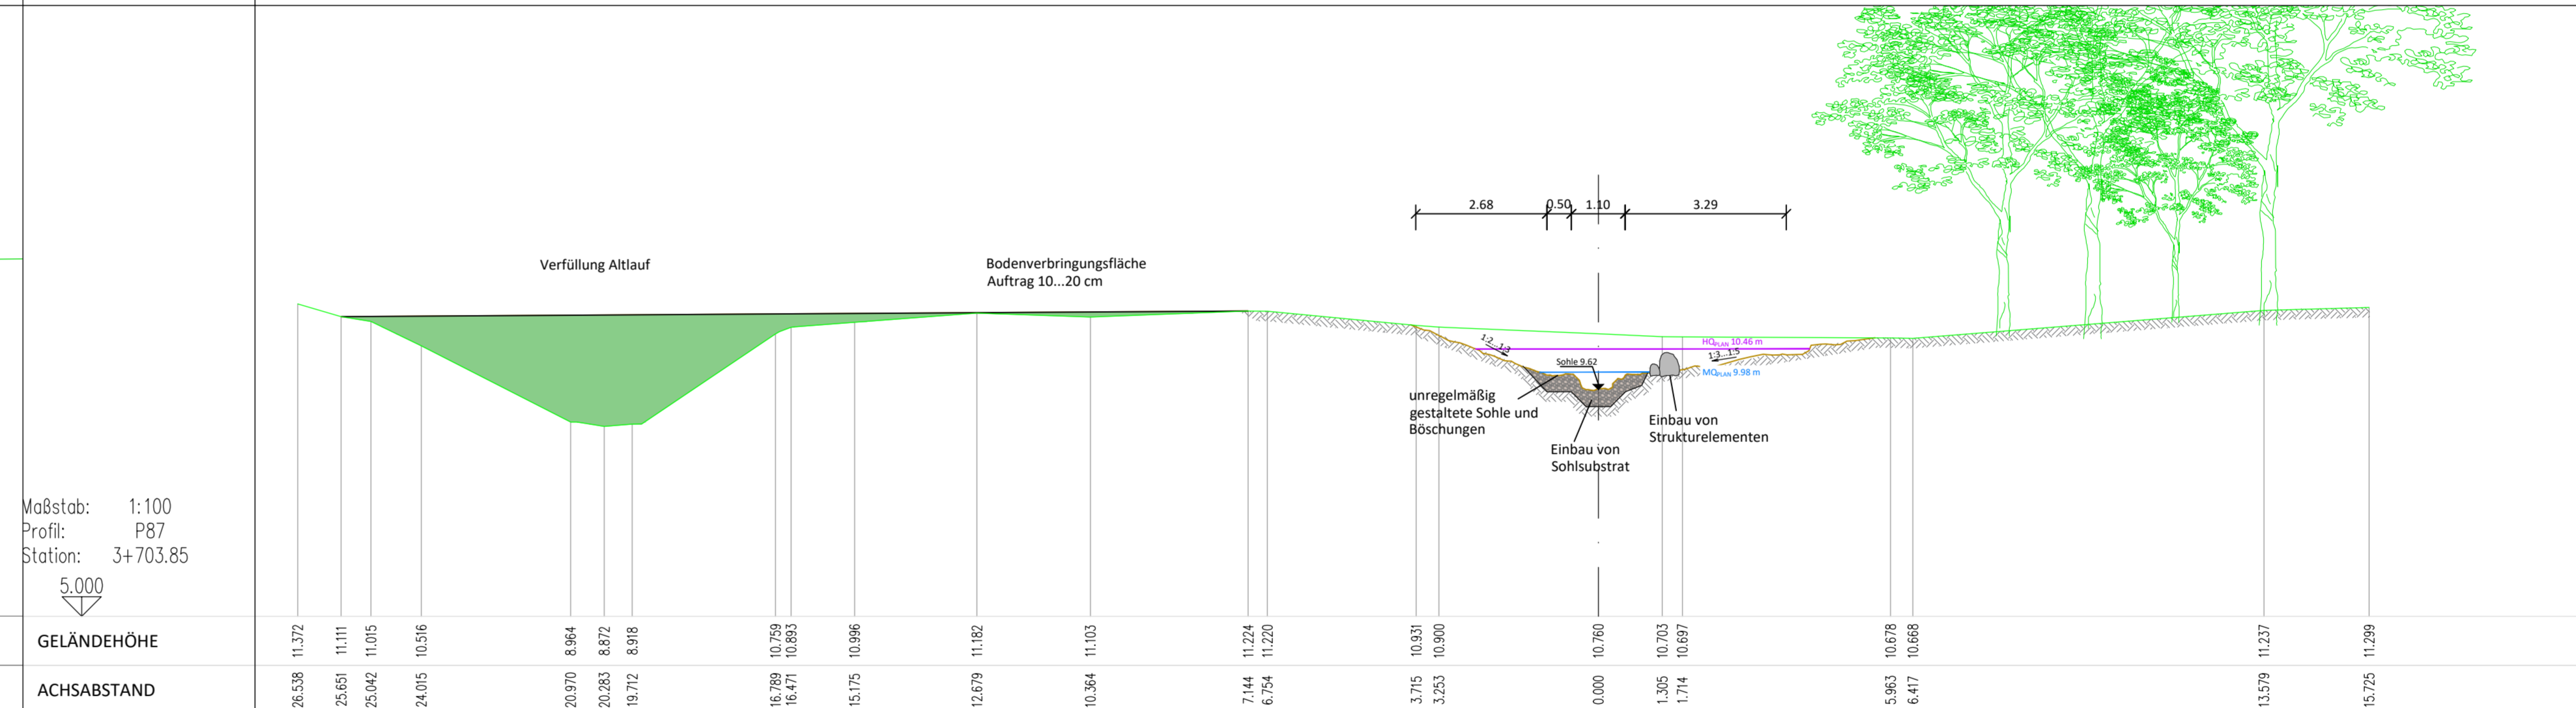 2.68 0.50 1.10 3.29
Verfüllung Altlauf
Bodenverbringungsfläche
Auftrag 10...20 cm
HQPLAN 10.46 m
1:2...1:3
1:3...1:5
Sohle 9.62
MQPLAN 9.98 m
unregelmäßig
gestaltete Sohle und
Böschungen
Einbau von
Strukturelementen
Einbau von
Sohlsubstrat
Maßstab: 1:100
Profil: P87
Station: 3+703.85
5.000
GELÄNDEHÖHE 11.372 11.111 11.015 10.516 8.964 8.872 8.918 10.759 10.893 10.996 11.182 11.103 11.224 11.220 10.931 10.900 10.760 10.703 10.697 10.678 10.668 11.237 11.299
ACHSABSTAND 26.538 25.651 25.042 24.015 20.970 20.283 19.712 16.789 16.471 15.175 12.679 10.364 7.144 6.754 3.715 3.253 0.000 1.305 1.714 5.963 6.417 13.579 15.725